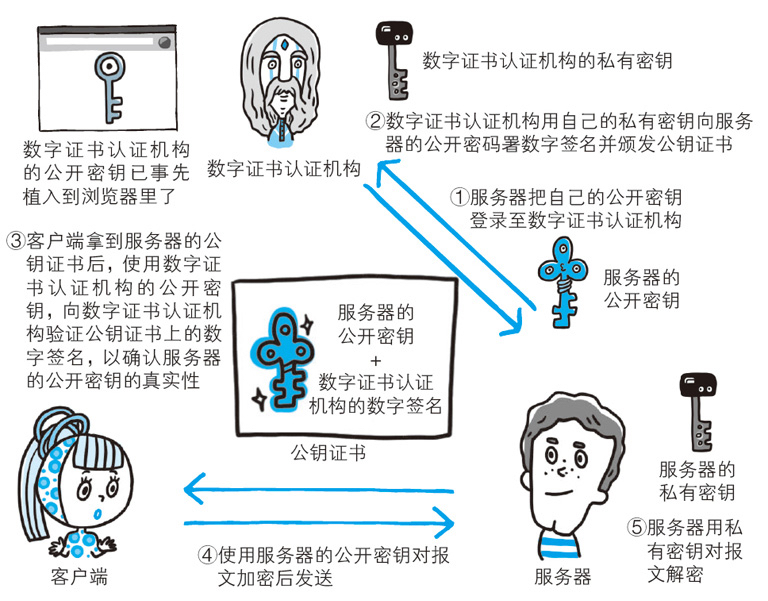 数字证书认证机构
的公开密钥已事先
植入到浏览器里了
数字证书认证机构
数字证书认证机构的私有密钥
②数字证书认证机构用自己的私有密钥向服务
器的公开密码署数字签名并颁发公钥证书
①服务器把自己的公开密钥
登录至数字证书认证机构
服务器的
公开密钥
③客户端拿到服务器的公
钥证书后，使用数字证
书认证机构的公开密
钥，向数字证书认证机
构验证公钥证书上的数
字签名，以确认服务器
的公开密钥的真实性
服务器的
公开密钥
+
数字证书认证
机构的数字签名
公钥证书
服务器的
私有密钥
客户端
④使用服务器的公开密钥对报
文加密后发送
服务器
⑤服务器用私
有密钥对报
文解密